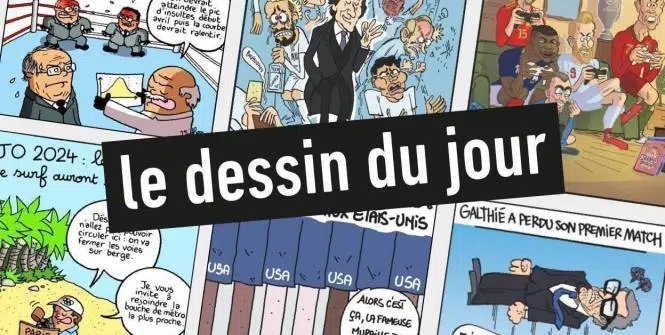 devrait
atteindre le pic
d'insultes début
avril puis la courbe
devrait ralentir.
JO 2024 :
surf auront
le dessin du jour
Dés
n'allez pouvoir
circuler ici : on va
fermer les voies
sur berge.
Je vous
invite à
rejoindre la
bouche de métro
la plus proche.
PARIS
AUX ÉTATS-UNIS
USA
USA
USA
USA
ALORS C'EST
ÇA, LA FAMEUSE
GALTHIÉ A PERDU SON PREMIER MATCH